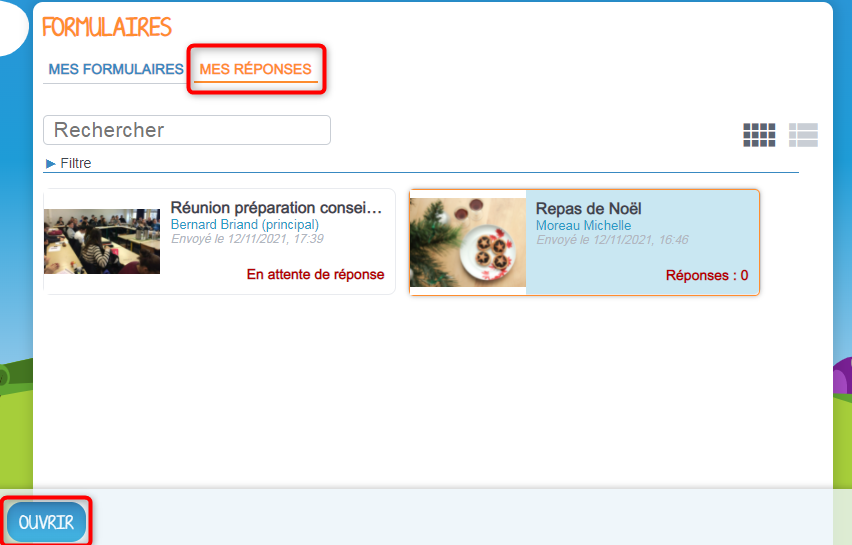 FORMULAIRES
MES FORMULAIRES MES RÉPONSES
Rechercher
Filtre
Réunion préparation consei...
Bernard Briand (principal)
Envoyé le 12/11/2021, 17:39
En attente de réponse
Repas de Noël
Moreau Michelle
Envoyé le 12/11/2021, 16:46
Réponses : 0
OUVRIR